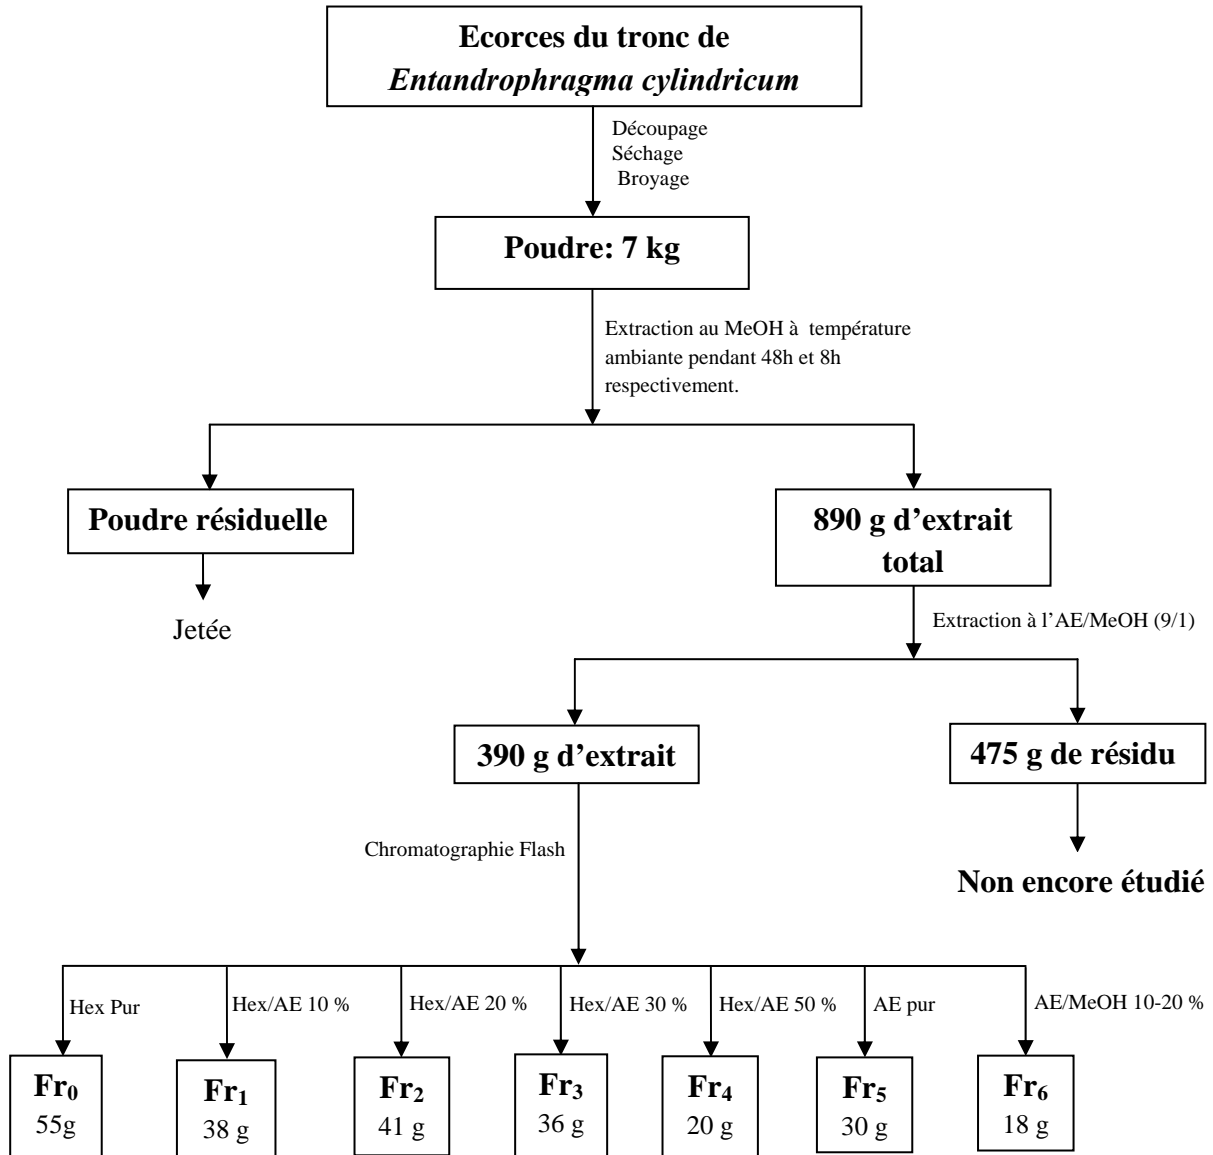 Ecorces du tronc de
Entandrophragma cylindricum
Découpage
Séchage
Broyage
Poudre: 7 kg
Extraction au MeOH à température
ambiante pendant 48h et 8h
respectivement.
Poudre résiduelle
890 g d’extrait
total
Jetée
Extraction à l’AE/MeOH (9/1)
390 g d’extrait
475 g de résidu
Chromatographie Flash
Non encore étudié
Hex Pur
Hex/AE 10 %
Hex/AE 20 %
Hex/AE 30 %
Hex/AE 50 %
AE pur
AE/MeOH 10-20 %
Fr₀
55g
Fr₁
38 g
Fr₂
41 g
Fr₃
36 g
Fr₄
20 g
Fr₅
30 g
Fr₆
18 g